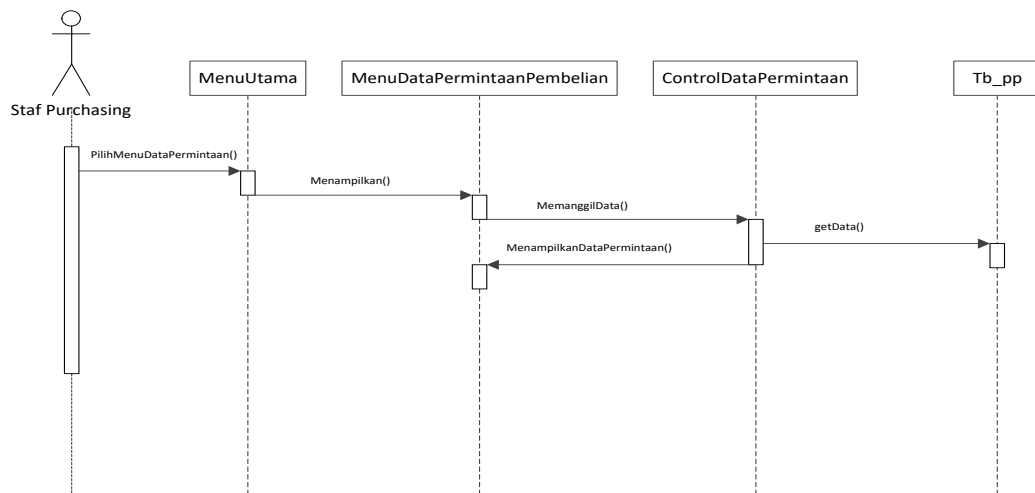 MenuUtama
MenuDataPermintaanPembelian
ControlDataPermintaan
Tb_pp
Staf Purchasing
PilihMenuDataPermintaan()
Menampilkan()
MemanggilData()
getData()
MenampilkanDataPermintaan()